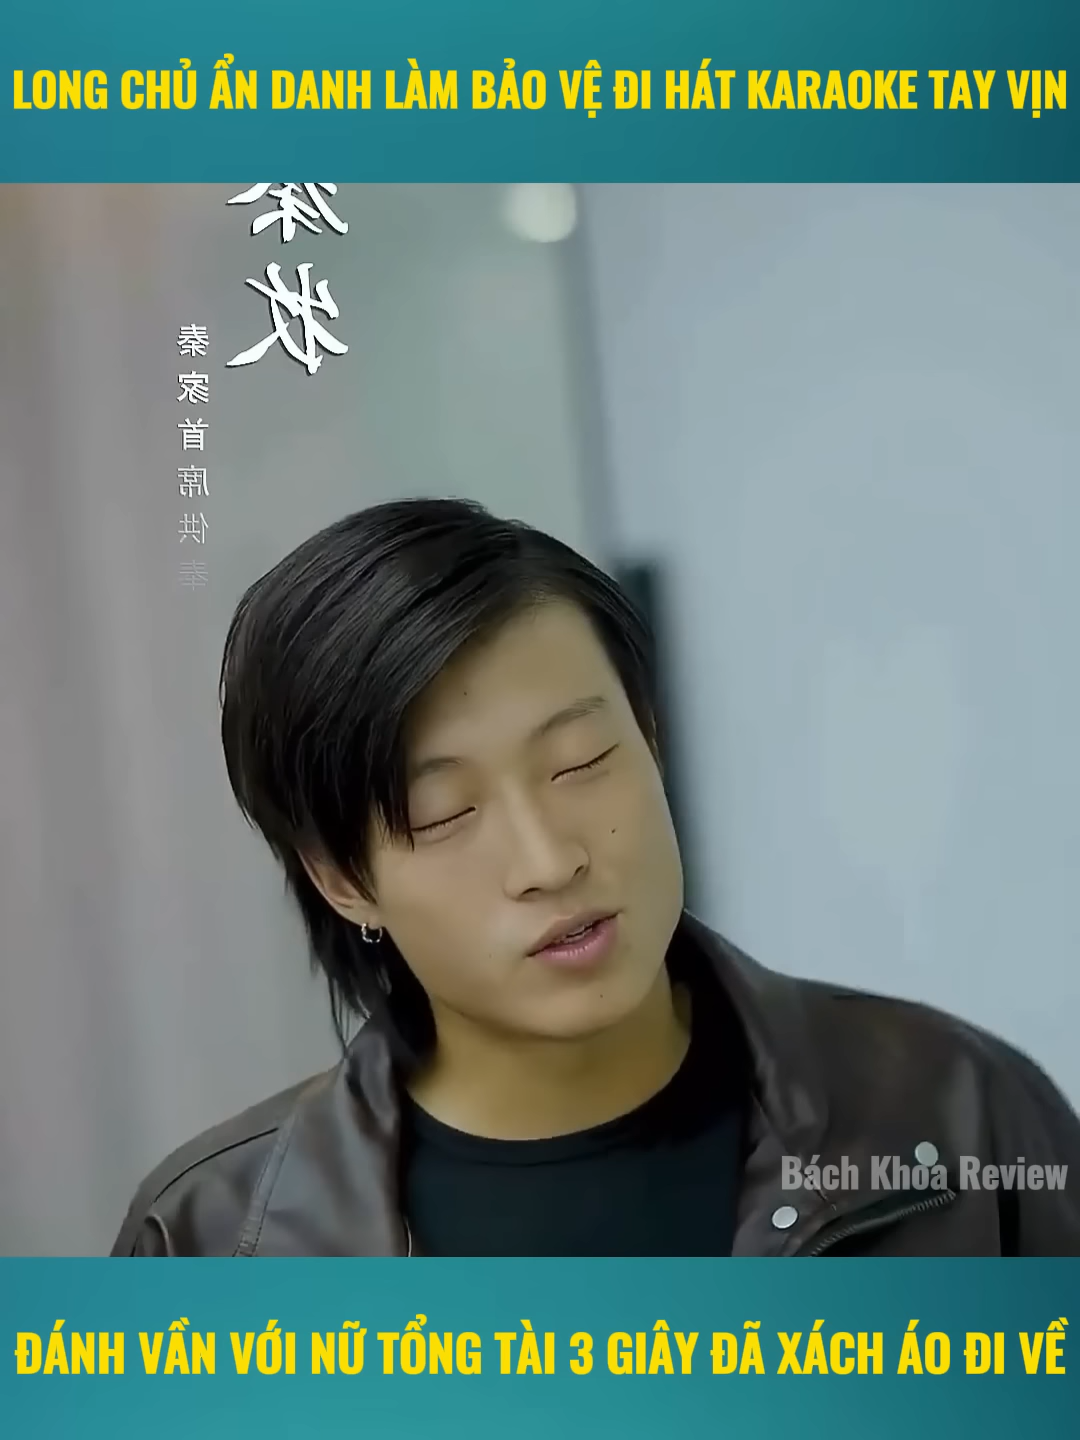 LONG CHỦ ẨN DANH LÀM BẢO VỆ ĐI HÁT KARAOKE TAY VỊN
牧
秦家首席供奉
Bách Khoa Review
ĐÁNH VẦN VỚI NỮ TỔNG TÀI 3 GIÂY ĐÃ XÁCH ÁO ĐI VỀ